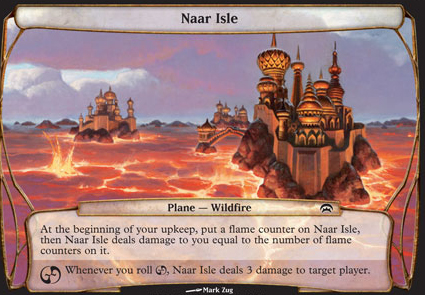 Naar Isle
Plane — Wildfire
At the beginning of your upkeep, put a flame counter on Naar Isle,
then Naar Isle deals damage to you equal to the number of flame
counters on it.
Whenever you roll , Naar Isle deals 3 damage to target player.
Mark Zug